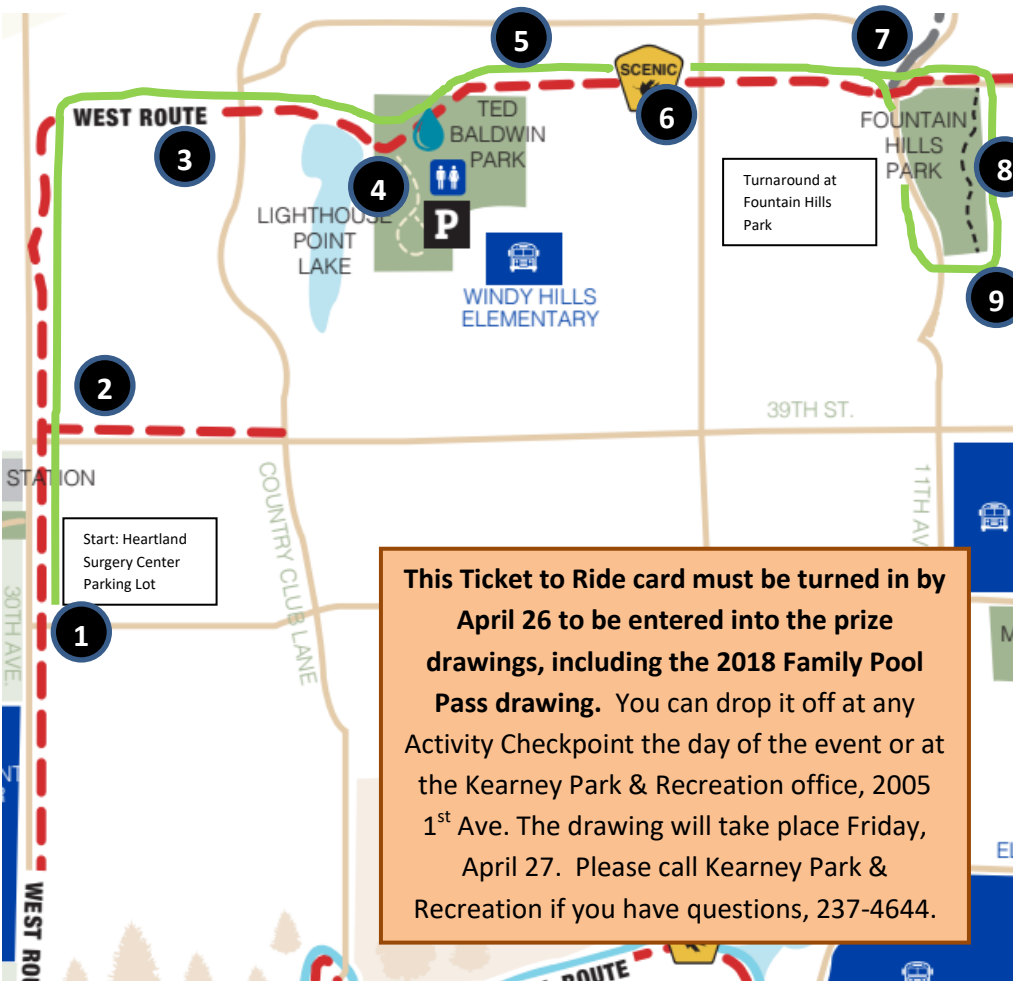 5
7
SCENIC
6
WEST ROUTE
3
TED
BALDWIN
PARK
FOUNTAIN
HILLS
PARK
4
P
8
Turnaround at
Fountain Hills
Park
LIGHTHOUSE
POINT
LAKE
WINDY HILLS
ELEMENTARY
9
2
39TH ST.
STATION
COUNTRY CLUB LANE
11TH AV
Start: Heartland
Surgery Center
Parking Lot
30TH AVE.
1
This Ticket to Ride card must be turned in by
April 26 to be entered into the prize
drawings, including the 2018 Family Pool
Pass drawing. You can drop it off at any
Activity Checkpoint the day of the event or at
the Kearney Park & Recreation office, 2005
1st Ave. The drawing will take place Friday,
April 27. Please call Kearney Park &
Recreation if you have questions, 237-4644.
M
NT
EL
WEST ROU
ROUTE